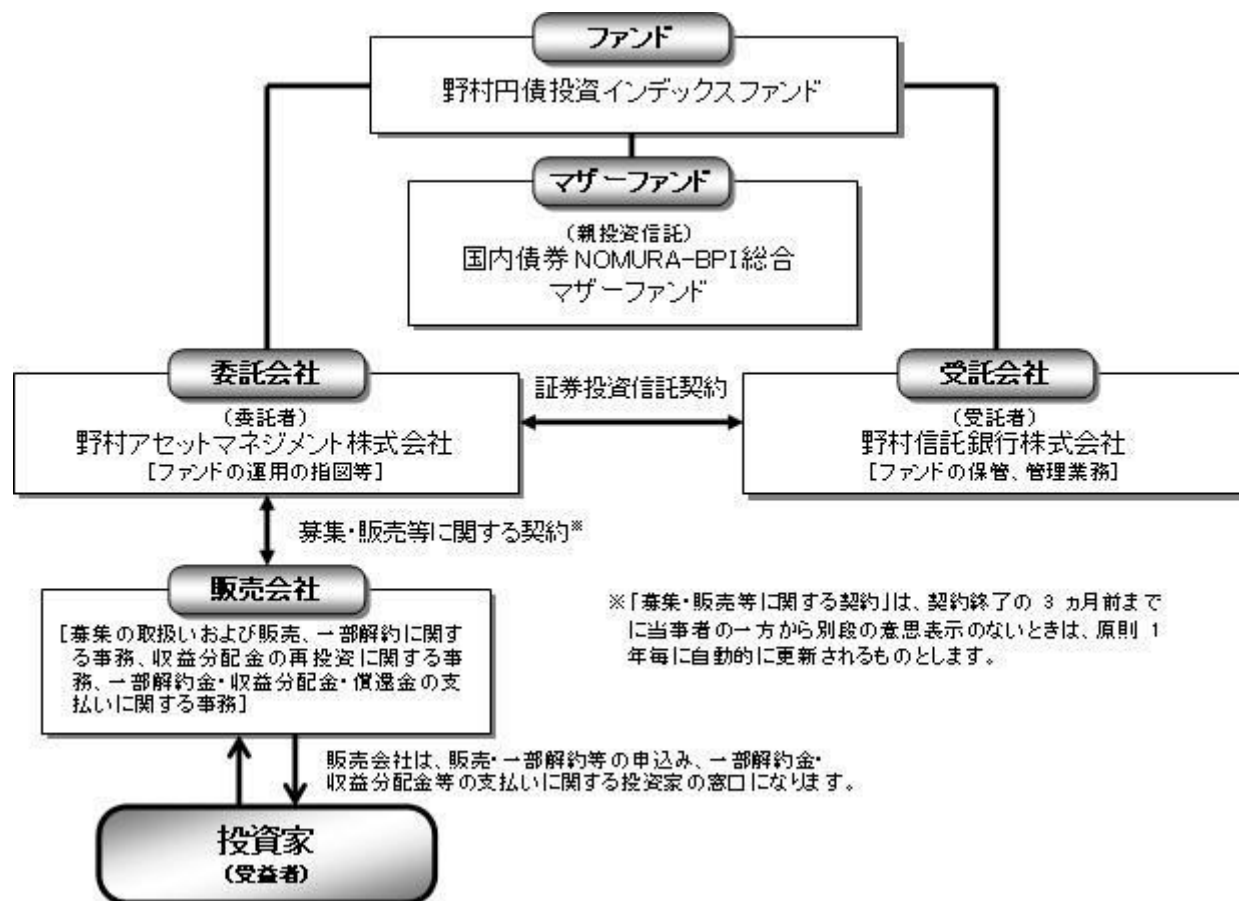 ファンド
野村円債投資インデックスファンド
マザーファンド
(親投資信託)
国内債券NOMURA-BPI総合
マザーファンド
委託会社
(委託者)
野村アセットマネジメント株式会社
[ファンドの運用の指図等]
証券投資信託契約
受託会社
(受託者)
野村信託銀行株式会社
[ファンドの保管、管理業務]
募集・販売等に関する契約※
販売会社
[募集の取扱いおよび販売、一部解約に関す
る事務、収益分配金の再投資に関する事
務、一部解約金・収益分配金・償還金の支
払いに関する事務]
※「募集・販売等に関する契約」は、契約終了の 3 ヵ月前まで
に当事者の一方から別段の意思表示のないときは、原則 1
年毎に自動的に更新されるものとします。
販売会社は、販売・一部解約等の申込み、一部解約金・
収益分配金等の支払いに関する投資家の窓口になります。
投資家
(受益者)